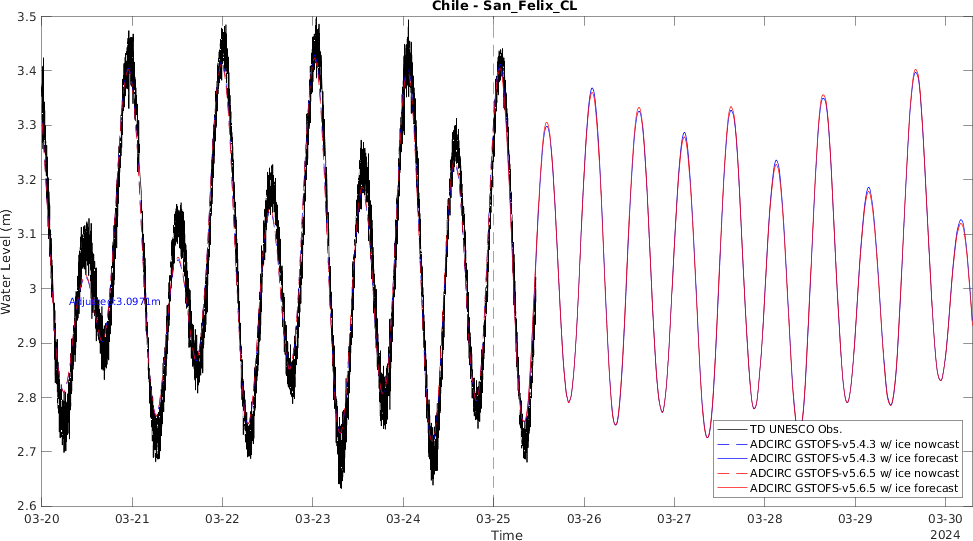 Chile - San_Felix_CL
Water Level (m)
3.5
3.4
3.3
3.2
3.1
3
2.9
2.8
2.7
2.6
Adjusted:3.0971m
TD UNESCO Obs.
ADCIRC GSTOFS-v5.4.3 w/ ice nowcast
ADCIRC GSTOFS-v5.4.3 w/ ice forecast
ADCIRC GSTOFS-v5.6.5 w/ ice nowcast
ADCIRC GSTOFS-v5.6.5 w/ ice forecast
03-20 03-21 03-22 03-23 03-24 03-25 03-26 03-27 03-28 03-29 03-30
Time
2024